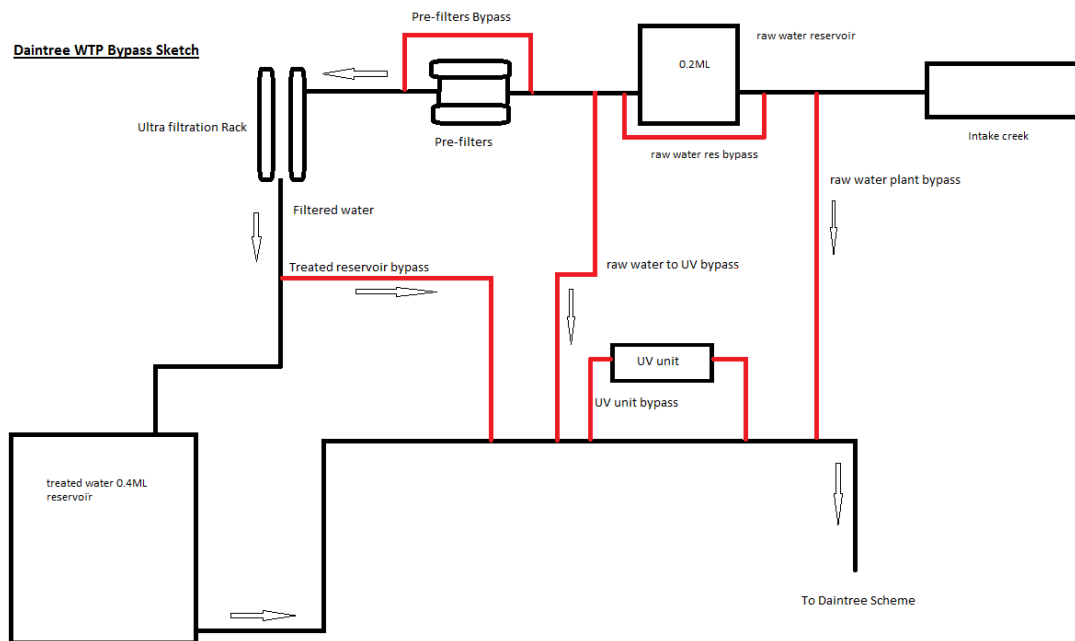 Daintree WTP Bypass Sketch
Pre-filters Bypass
raw water reservoir
0.2ML
Ultra filtration Rack
Pre-filters
Intake creek
raw water res bypass
raw water plant bypass
Filtered water
Treated reservoir bypass
raw water to UV bypass
UV unit
UV unit bypass
treated water 0.4ML
reservoir
To Daintree Scheme